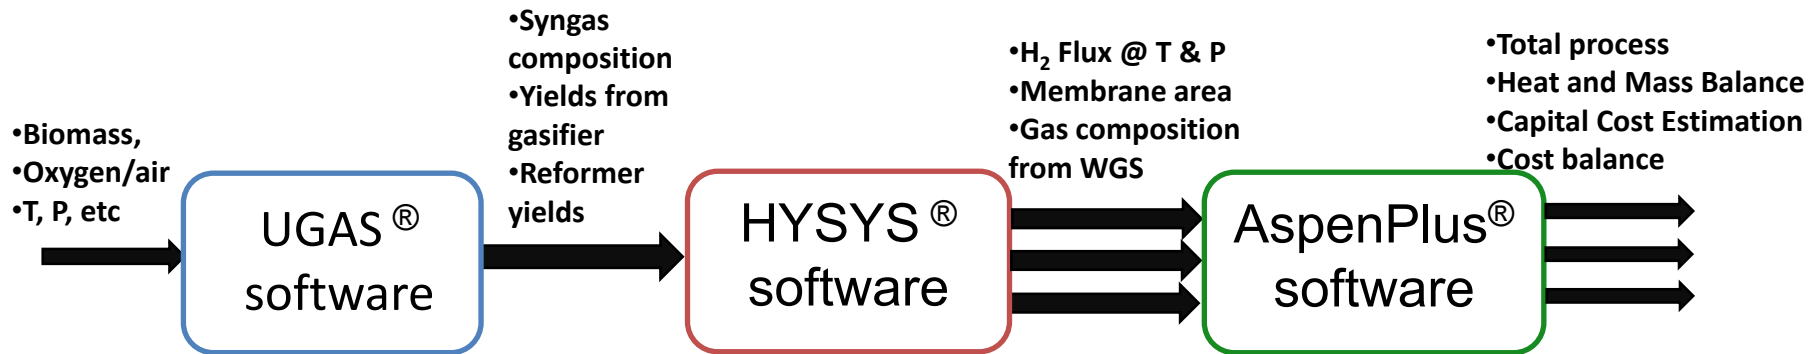 •Biomass,
•Oxygen/air
•T, P, etc
UGAS ®
software
•Syngas
composition
•Yields from
gasifier
•Reformer
yields
HYSYS ®
software
•H₂ Flux @ T & P
•Membrane area
•Gas composition
from WGS
AspenPlus®
software
•Total process
•Heat and Mass Balance
•Capital Cost Estimation
•Cost balance